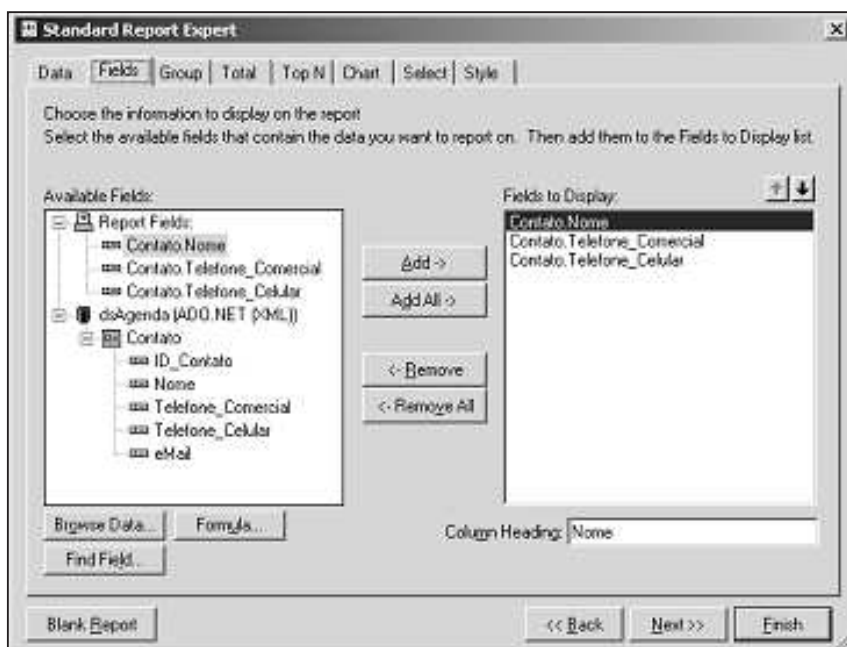 Standard Report Expert
Data Fields Group Total Top N Chart Select Style
Choose the information to display on the report
Select the available fields that contain the data you want to report on. Then add them to the Fields to Display list.
Available Fields:
Report Fields:
Contato.Nome
Contato.Telefone_Comercial
Contato.Telefone_Celular
dsAgenda (ADO.NET (XML))
Contato
ID_Contato
Nome
Telefone_Comercial
Telefone_Celular
eMail
Browse Data... Formula...
Find Field...
Add ->
Add All ->
<- Remove
<- Remove All
Fields to Display:
Contato.Nome
Contato.Telefone_Comercial
Contato.Telefone_Celular
Column Heading: Nome
Blank Report << Back Next >> Finish